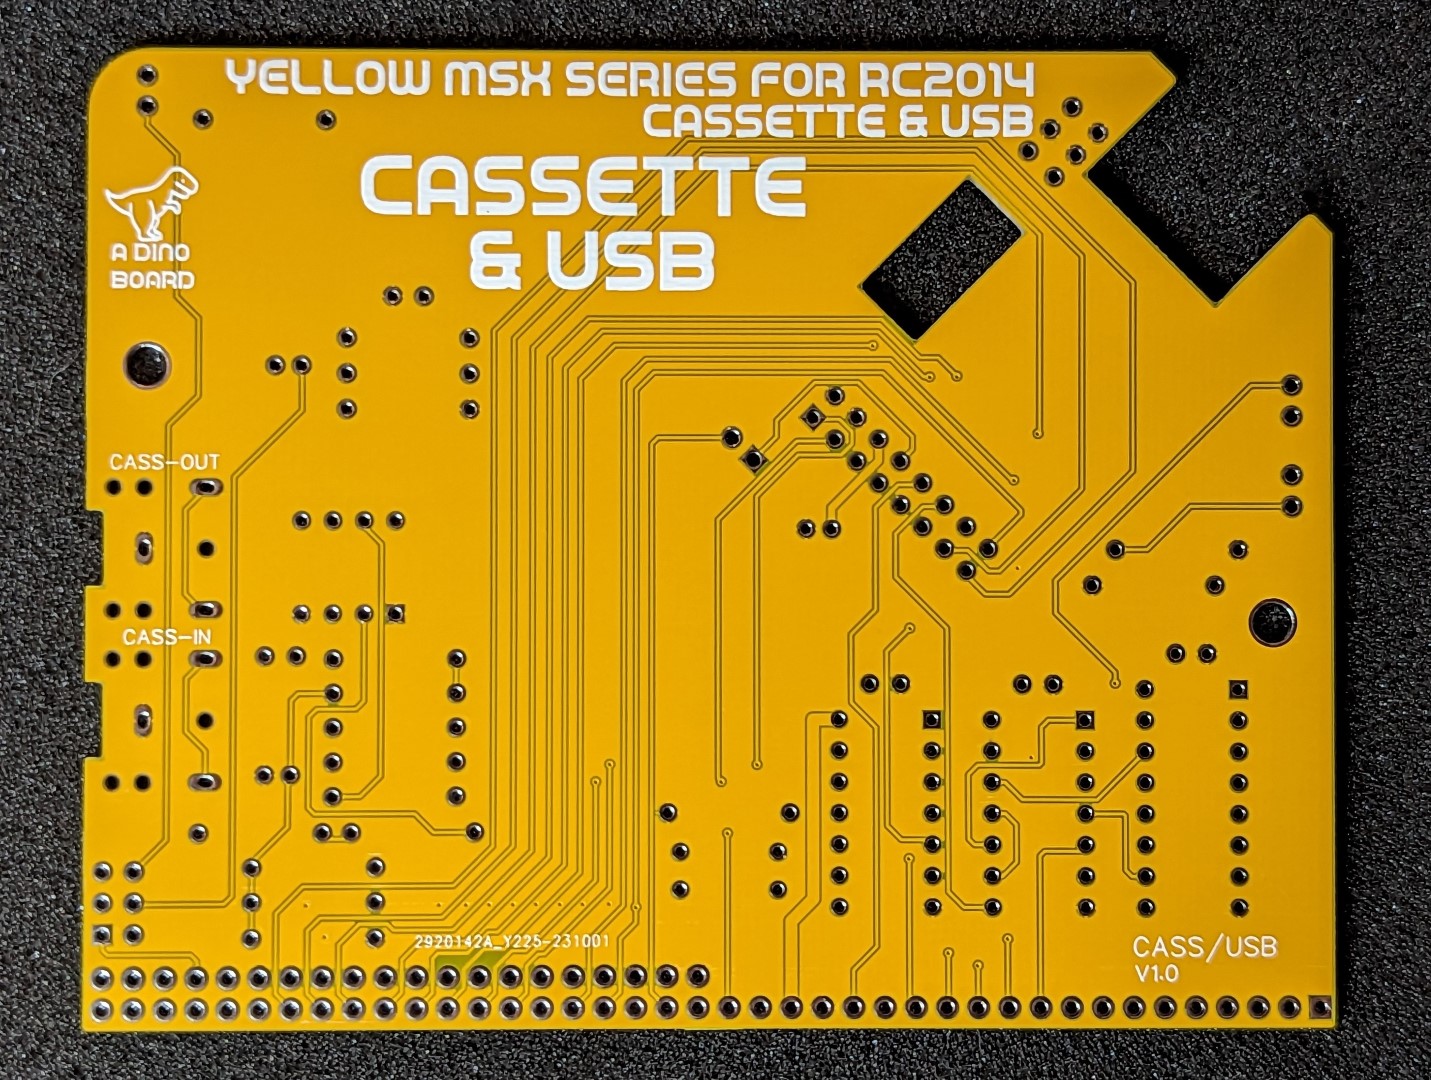 YELLOW MSX SERIES FOR RC2014
CASSETTE & USB
CASSETTE
& USB
A DINO
BOARD
CASS-OUT
CASS-IN
2920142A_Y225-231001
CASS/USB
V1.0